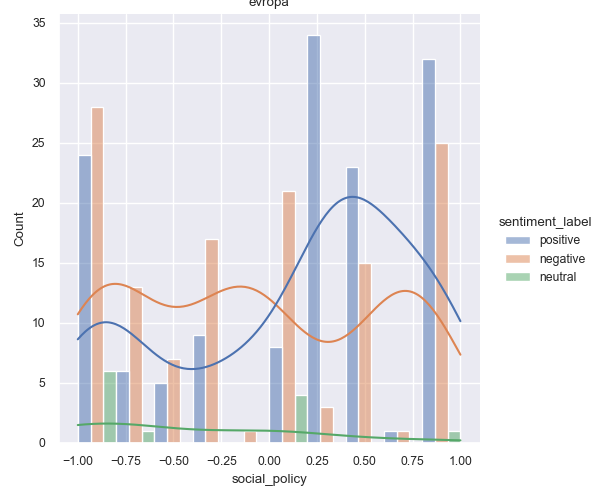 evropa
35
30
25
20
15
10
5
0
Count
−1.00 −0.75 −0.50 −0.25 0.00 0.25 0.50 0.75 1.00
social_policy
sentiment_label
positive
negative
neutral